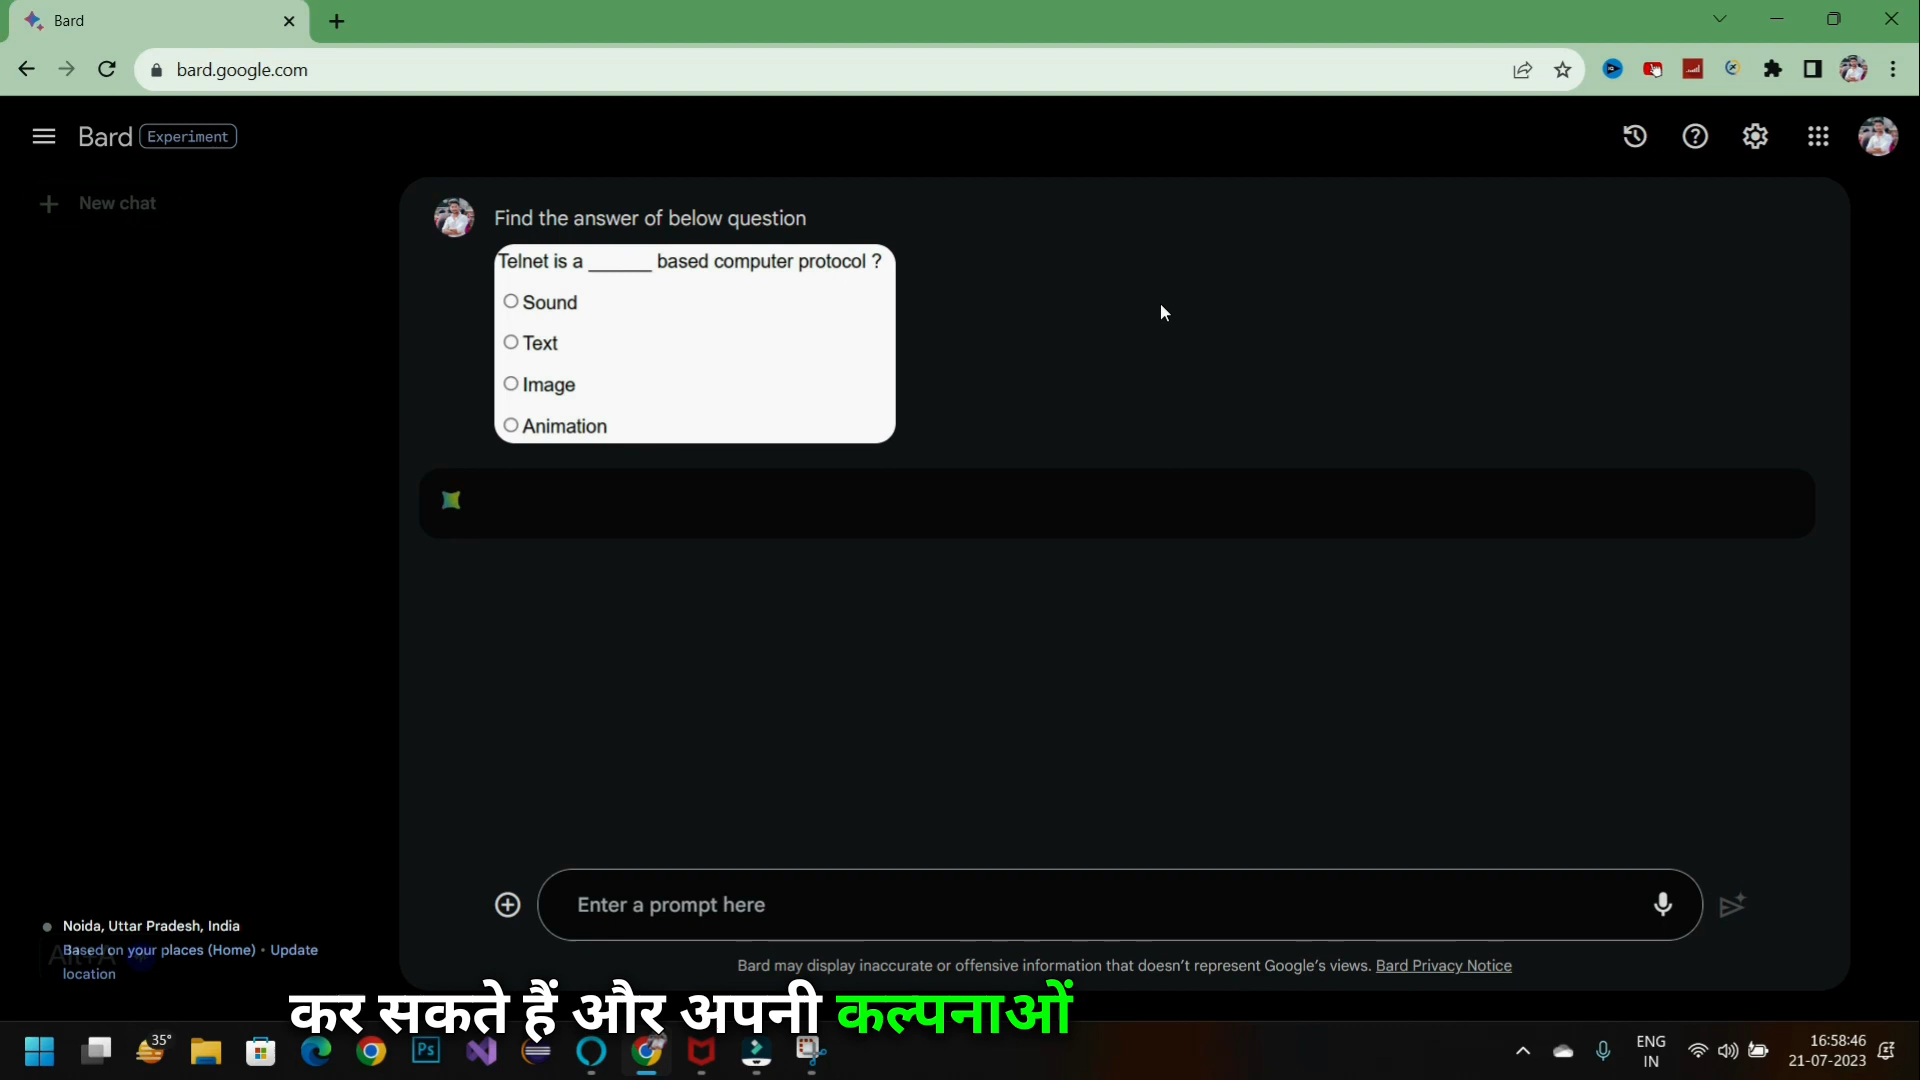 Bard
bard.google.com
Bard Experiment
New chat
Find the answer of below question
Telnet is a ______ based computer protocol ?
Sound
Text
Image
Animation
Enter a prompt here
Noida, Uttar Pradesh, India
Based on your places (Home) • Update
location
Bard may display inaccurate or offensive information that doesn't represent Google's views. Bard Privacy Notice
कर सकते हैं और अपनी कल्पनाओं
35°
Ps
ENG
IN
16:58:46
21-07-2023